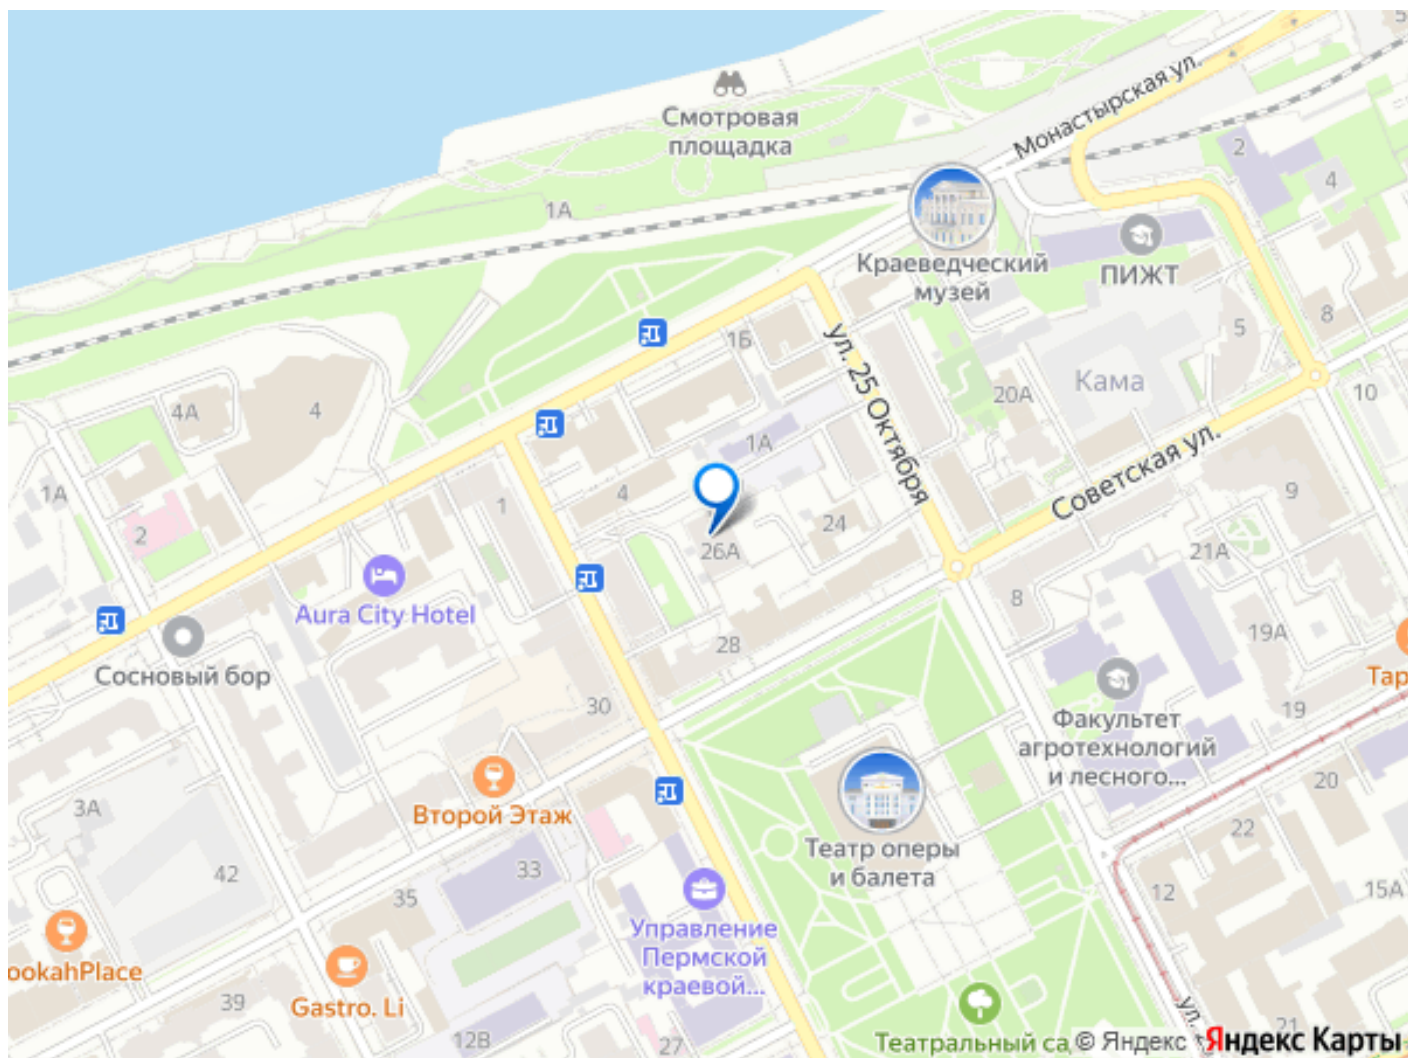 Монастырская ул.
Смотровая
площадка
2
4
1А
Краеведческий
музей
ПИЖТ
1Б
ул. 25 Октября
5
8
4А
4
20А
Кама
10
1А
1А
Советская ул.
1
4
9
2
26А
24
21А
Aura City Hotel
8
19А
28
Сосновый бор
Тар
30
Факультет
агротехнологий
и лесного...
19
20
3А
Второй Этаж
22
Театр оперы
и балета
33
42
35
12
15А
Управление
Пермской
краевой...
ookahPlace
39
Gastro. Li
12В
27
Театральный са
ул.
21
© Яндекс
Яндекс Карты